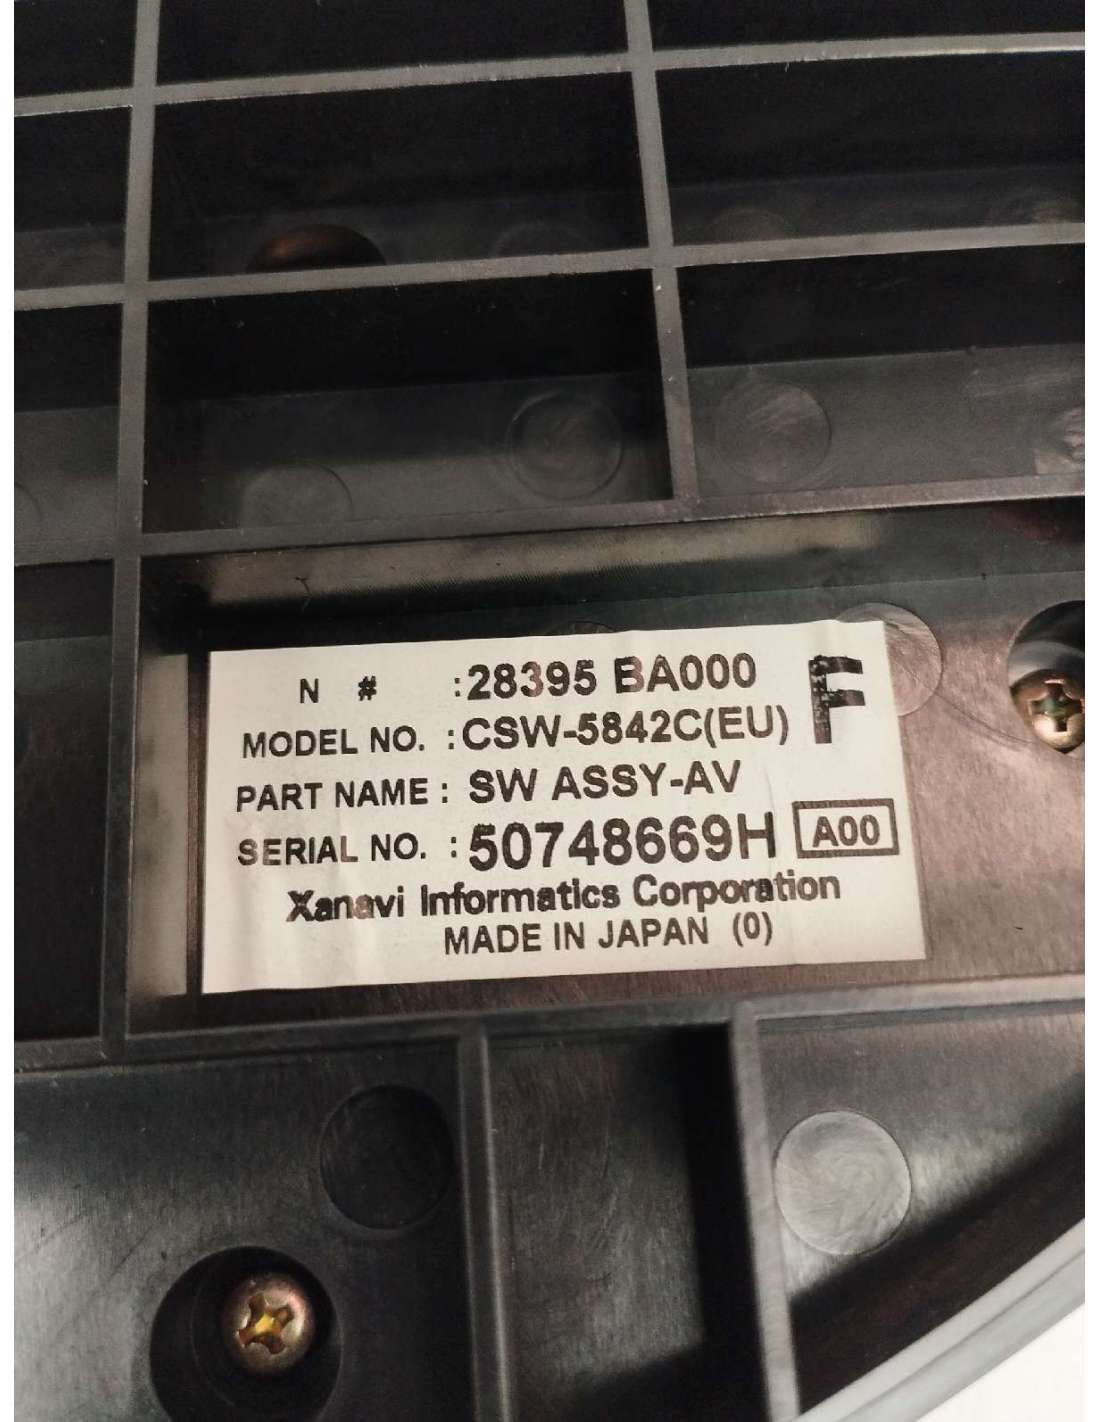 N # :28395 BA000 F
MODEL NO. :CSW-5842C(EU)
PART NAME : SW ASSY-AV
SERIAL NO. :50748669H A00
Xanavi Informatics Corporation
MADE IN JAPAN (0)